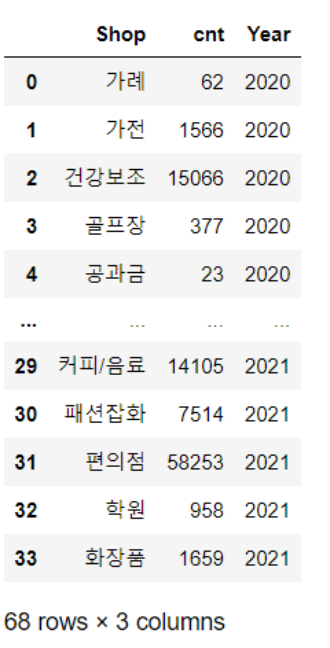 Shop cnt Year
0 가례 62 2020
1 가전 1566 2020
2 건강보조 15066 2020
3 골프장 377 2020
4 공과금 23 2020
... ... ... ...
29 커피/음료 14105 2021
30 패션잡화 7514 2021
31 편의점 58253 2021
32 학원 958 2021
33 화장품 1659 2021
68 rows × 3 columns